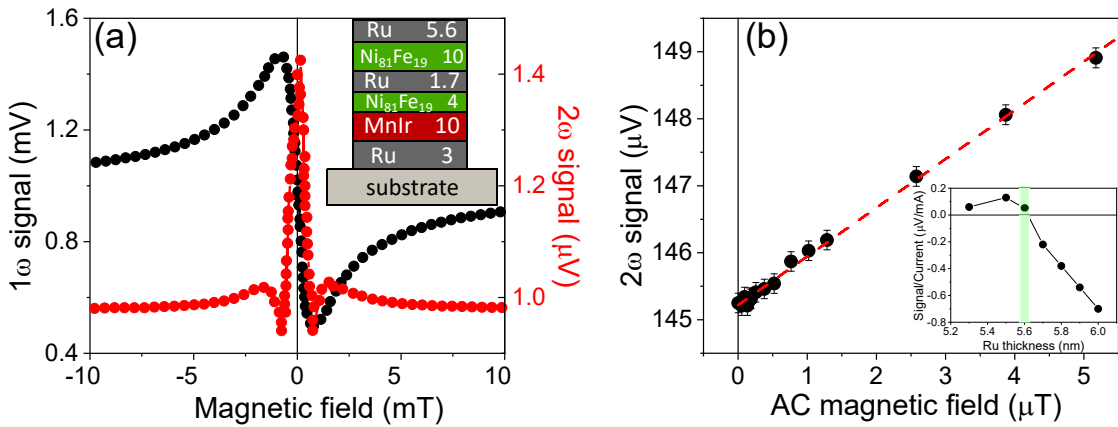 (a)
1ω signal (mV)
1.6
1.2
0.8
0.4
-10
-5
0
5
10
Magnetic field (mT)
1.4
1.2
1.0
2ω signal (μV)
Ru 5.6
Ni81Fe19 10
Ru 1.7
Ni81Fe19 4
MnIr 10
Ru 3
substrate
(b)
2ω signal (μV)
149
148
147
146
145
0
1
2
3
4
5
AC magnetic field (μT)
Signal/Current (μV/mA)
0.2
0.0
-0.2
-0.4
-0.6
-0.8
5.2
5.4
5.6
5.8
6.0
Ru thickness (nm)